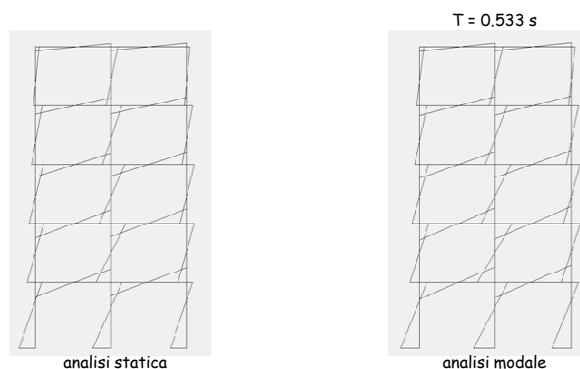 T = 0.533 s
analisi statica
analisi modale